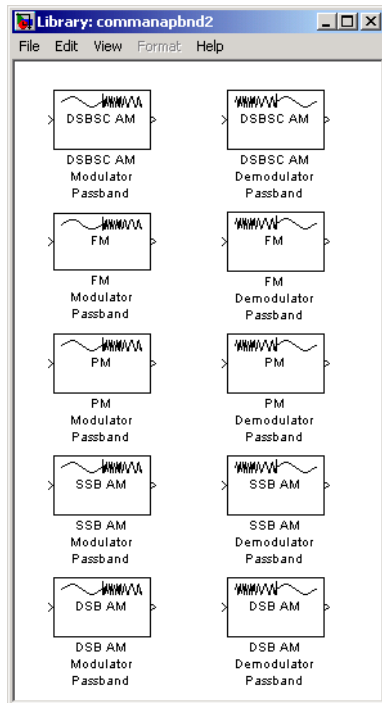 Library: commanapbnd2
File Edit View Format Help
DSBSC AM DSBSC AM
DSBSC AM DSBSC AM
Modulator Demodulator
Passband Passband
FM FM
FM FM
Modulator Demodulator
Passband Passband
PM PM
PM PM
Modulator Demodulator
Passband Passband
SSB AM SSB AM
SSB AM SSB AM
Modulator Demodulator
Passband Passband
DSB AM DSB AM
DSB AM DSB AM
Modulator Demodulator
Passband Passband